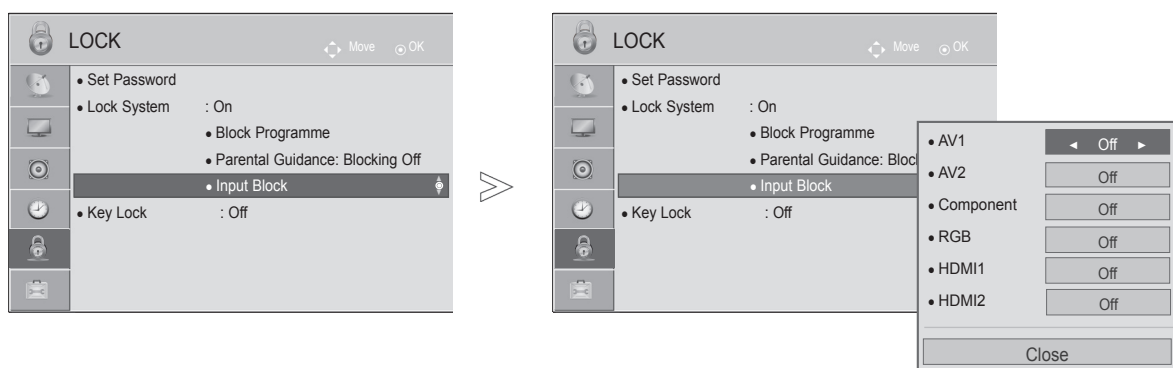 LOCK
Move OK
• Set Password
• Lock System : On
• Block Programme
• Parental Guidance: Blocking Off
• Input Block
• Key Lock : Off
LOCK
Move OK
• Set Password
• Lock System : On
• Block Programme
• Parental Guidance: Bloc
• Input Block
• Key Lock : Off
• AV1 ◄ Off ►
• AV2 Off
• Component Off
• RGB Off
• HDMI1 Off
• HDMI2 Off
Close